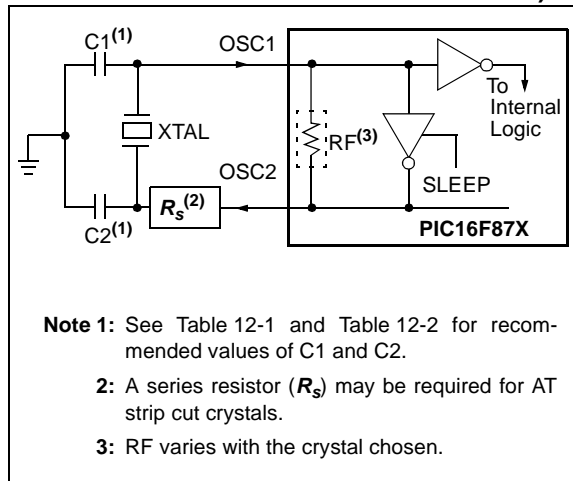 C1(1)
OSC1
To
Internal
Logic
XTAL
RF(3)
OSC2
SLEEP
Rs(2)
C2(1)
PIC16F87X
Note 1: See Table 12-1 and Table 12-2 for recom-
mended values of C1 and C2.
2: A series resistor (Rs) may be required for AT
strip cut crystals.
3: RF varies with the crystal chosen.